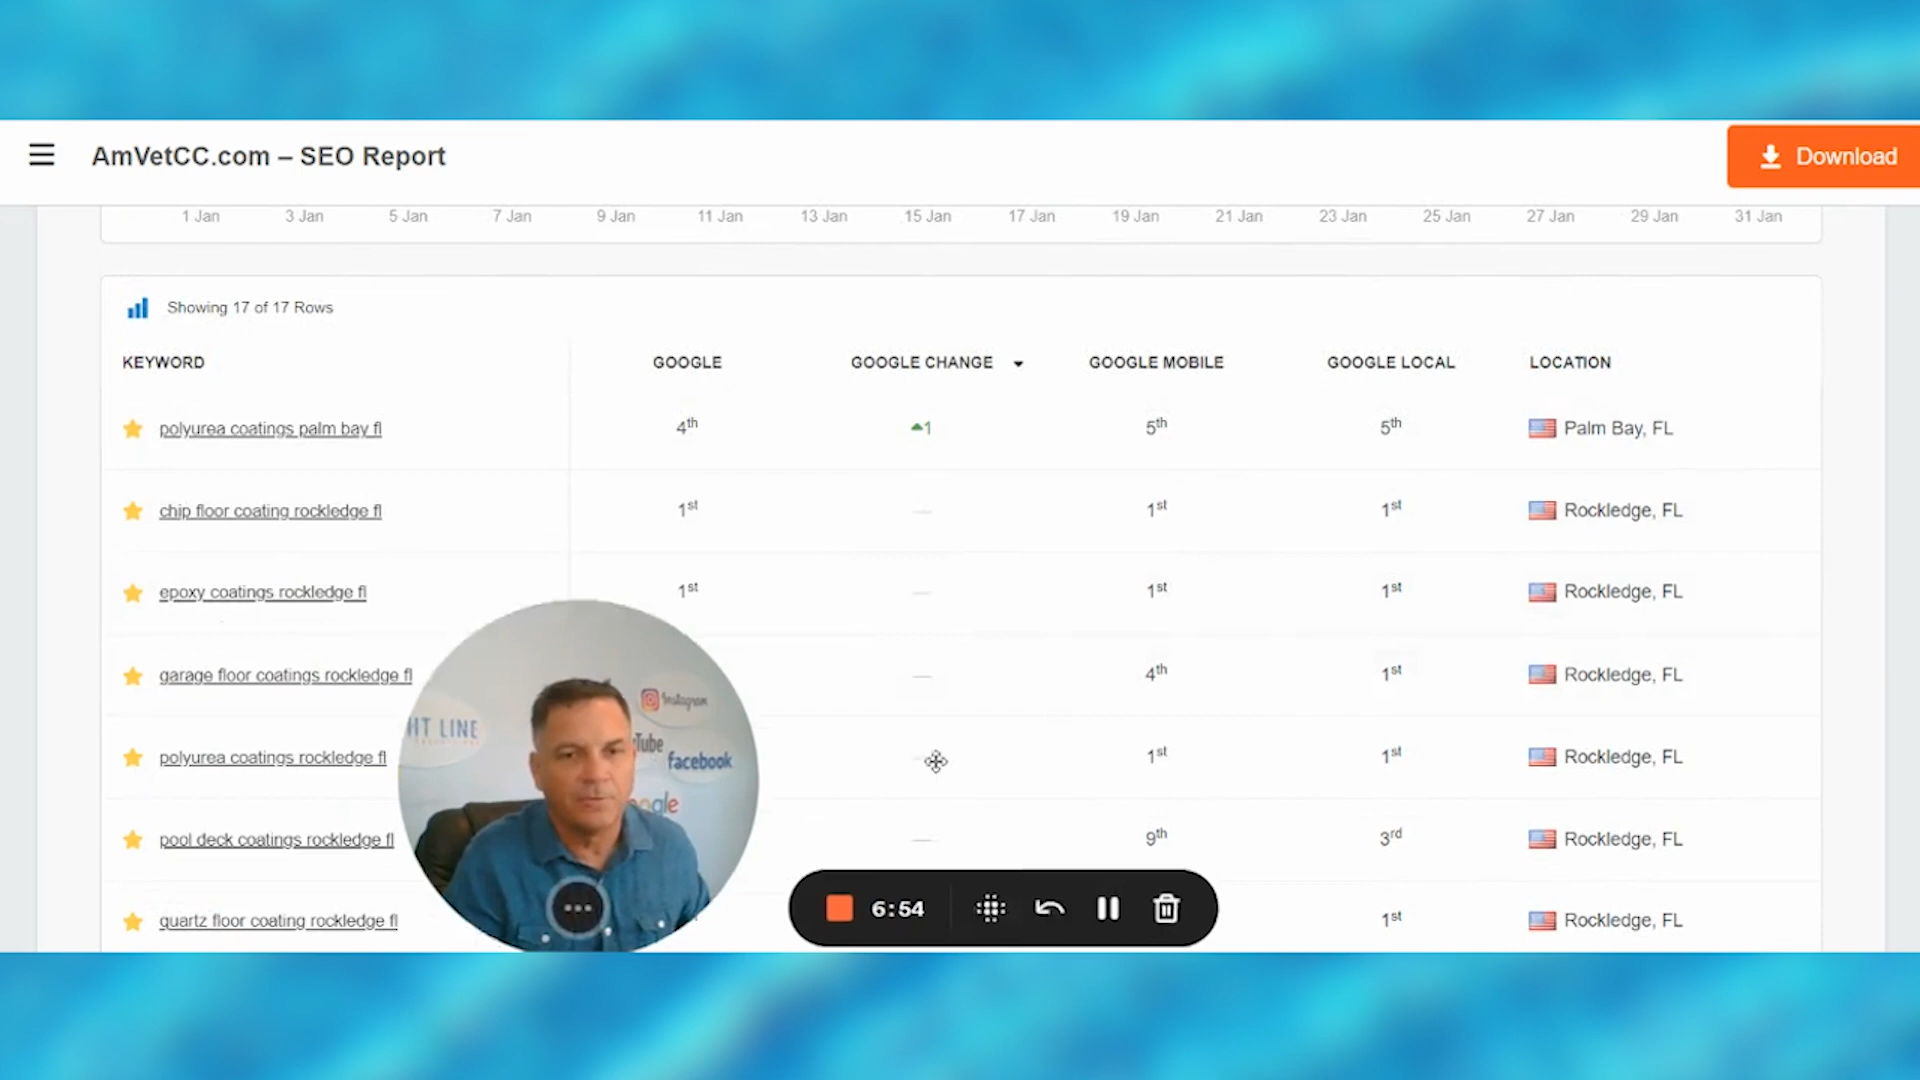 AmVetCC.com – SEO Report
Download
1 Jan 3 Jan 5 Jan 7 Jan 9 Jan 11 Jan 13 Jan 15 Jan 17 Jan 19 Jan 21 Jan 23 Jan 25 Jan 27 Jan 29 Jan 31 Jan
Showing 17 of 17 Rows
KEYWORD GOOGLE GOOGLE CHANGE GOOGLE MOBILE GOOGLE LOCAL LOCATION
polyurea coatings palm bay fl 4th 1 5th 5th Palm Bay, FL
chip floor coating rockledge fl 1st — 1st 1st Rockledge, FL
epoxy coatings rockledge fl 1st — 1st 1st Rockledge, FL
garage floor coatings rockledge fl — 4th 1st Rockledge, FL
polyurea coatings rockledge fl 1st 1st Rockledge, FL
pool deck coatings rockledge fl — 9th 3rd Rockledge, FL
quartz floor coating rockledge fl 1st Rockledge, FL
Instagram
LINE
facebook
6:54